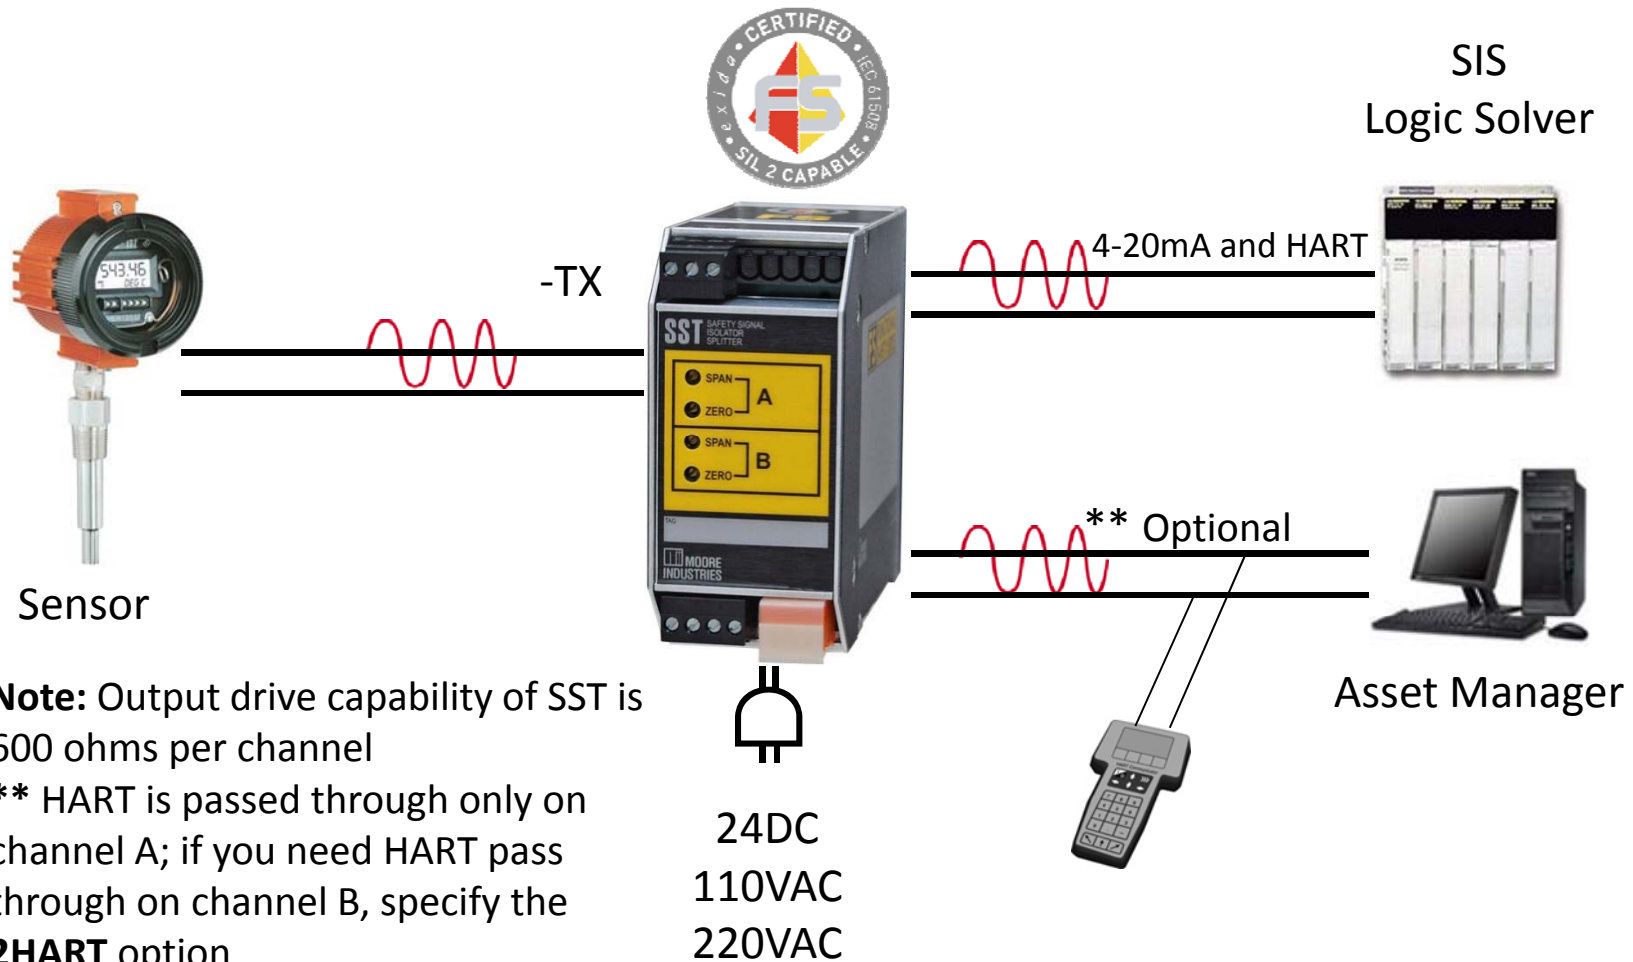 CERTIFIED
exida
IEC 61508
FS
SIL 2 CAPABLE
SIS
Logic Solver
4-20mA and HART
-TX
543.46
DEG C
SST SAFETY SIGNAL
ISOLATOR
SPLITTER
SPAN
A
ZERO
SPAN
B
ZERO
TAG
MOORE
INDUSTRIES
** Optional
Sensor
Asset Manager
Note: Output drive capability of SST is
600 ohms per channel
** HART is passed through only on
channel A; if you need HART pass
through on channel B, specify the
2HART option
24DC
110VAC
220VAC